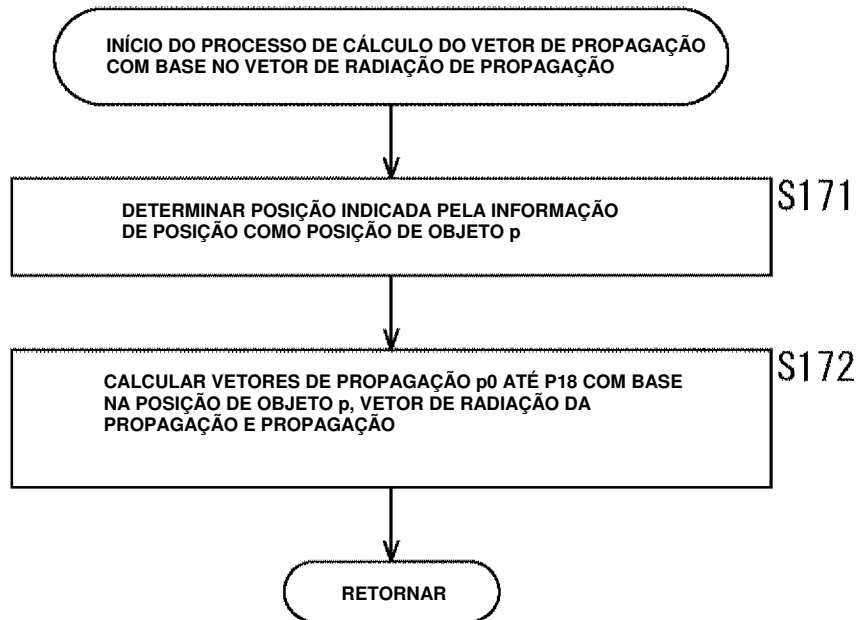 INÍCIO DO PROCESSO DE CÁLCULO DO VETOR DE PROPAGAÇÃO
COM BASE NO VETOR DE RADIAÇÃO DE PROPAGAÇÃO
S171
DETERMINAR POSIÇÃO INDICADA PELA INFORMAÇÃO
DE POSIÇÃO COMO POSIÇÃO DE OBJETO p
S172
CALCULAR VETORES DE PROPAGAÇÃO p0 ATÉ P18 COM BASE
NA POSIÇÃO DE OBJETO p, VETOR DE RADIAÇÃO DA
PROPAGAÇÃO E PROPAGAÇÃO
RETORNAR